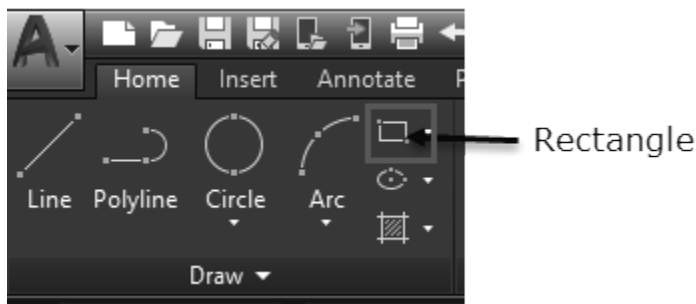 A
Home Insert Annotate P
Rectangle
Line Polyline Circle Arc
Draw